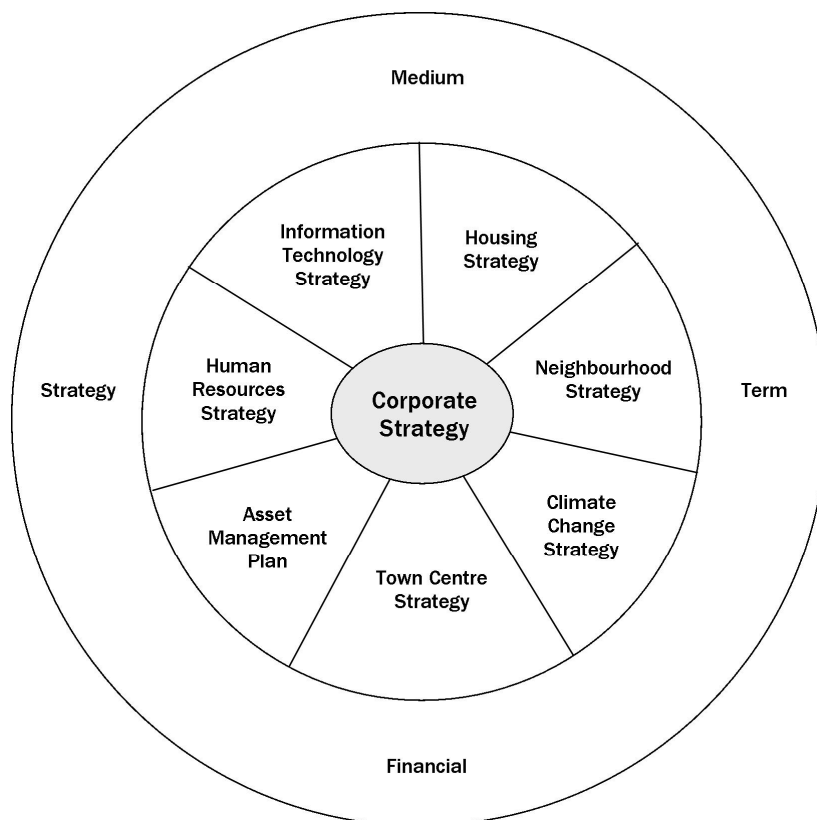 Medium
Information
Technology
Strategy
Housing
Strategy
Human
Resources
Strategy
Neighbourhood
Strategy
Strategy
Term
Corporate
Strategy
Asset
Management
Plan
Climate
Change
Strategy
Town Centre
Strategy
Financial